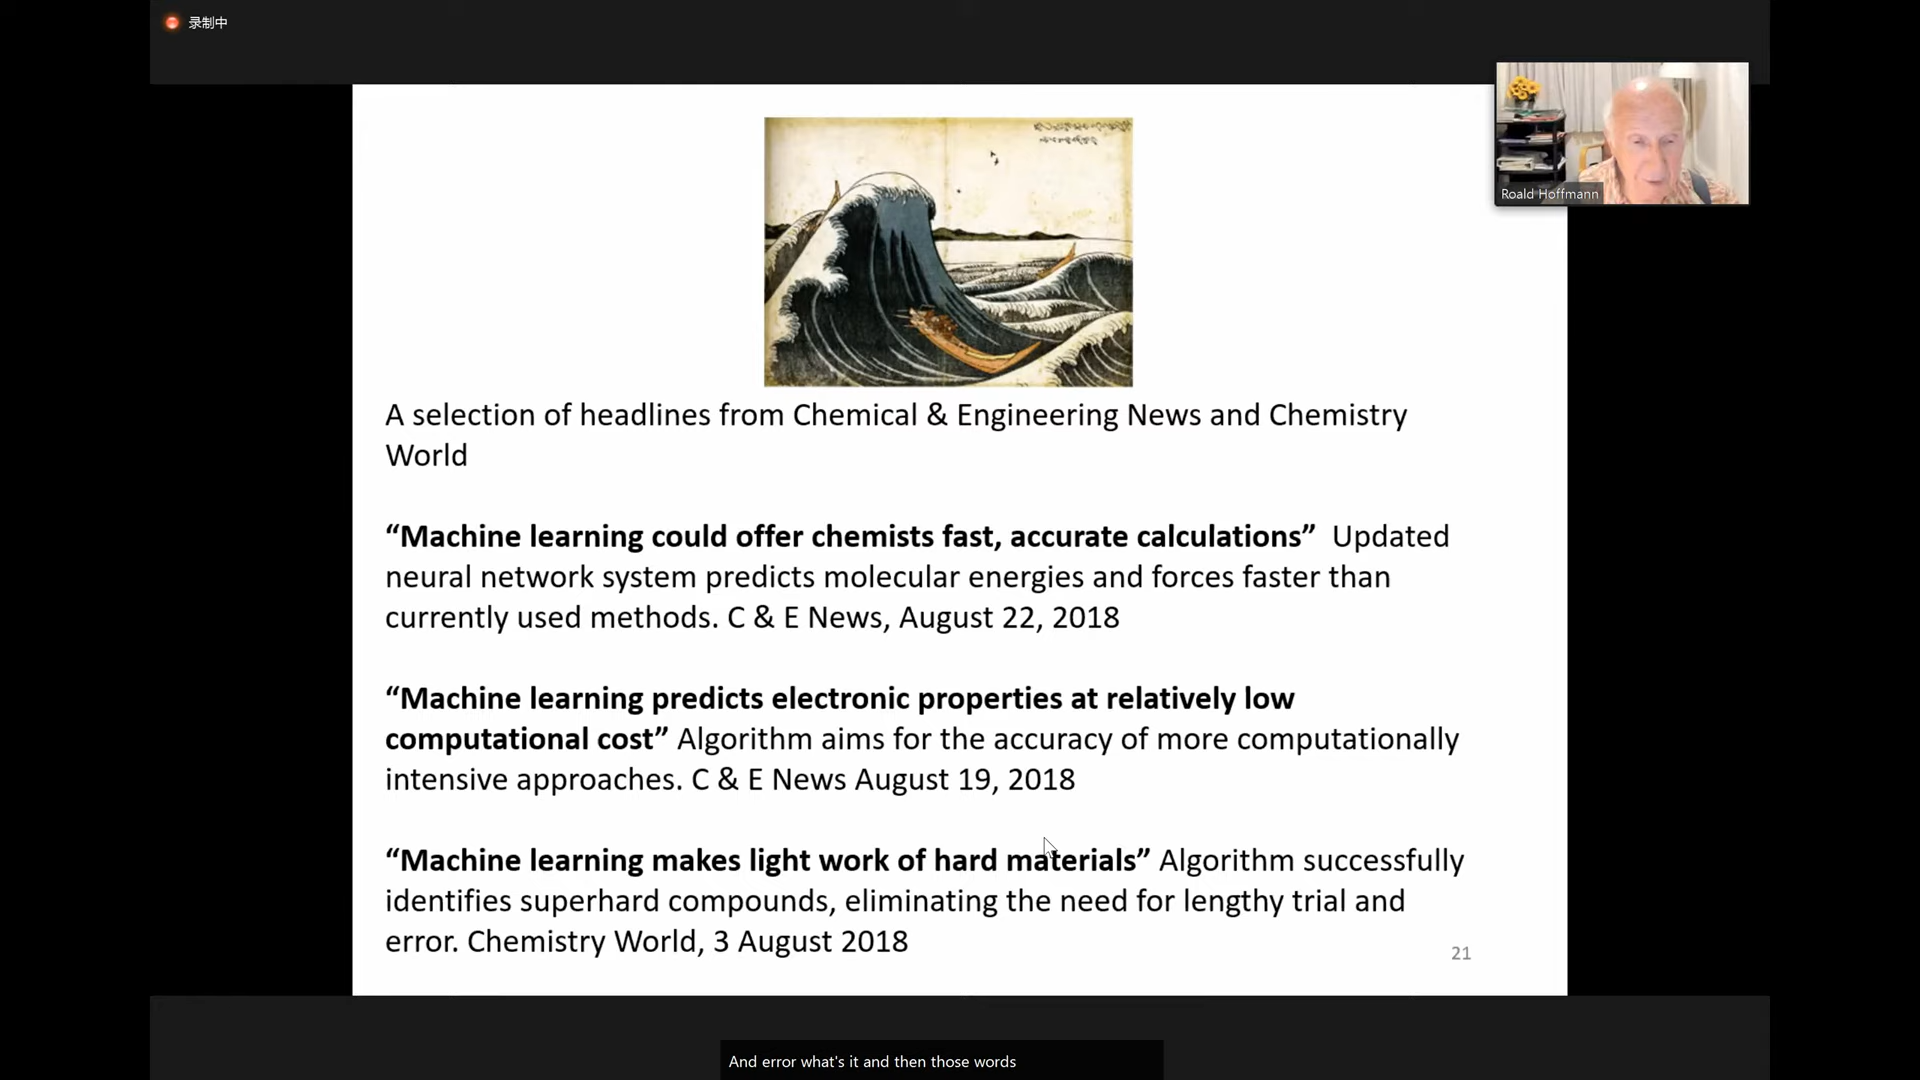 录制中
Roald Hoffmann
A selection of headlines from Chemical & Engineering News and Chemistry
World
“Machine learning could offer chemists fast, accurate calculations” Updated
neural network system predicts molecular energies and forces faster than
currently used methods. C & E News, August 22, 2018
“Machine learning predicts electronic properties at relatively low
computational cost” Algorithm aims for the accuracy of more computationally
intensive approaches. C & E News August 19, 2018
“Machine learning makes light work of hard materials” Algorithm successfully
identifies superhard compounds, eliminating the need for lengthy trial and
error. Chemistry World, 3 August 2018
21
And error what's it and then those words